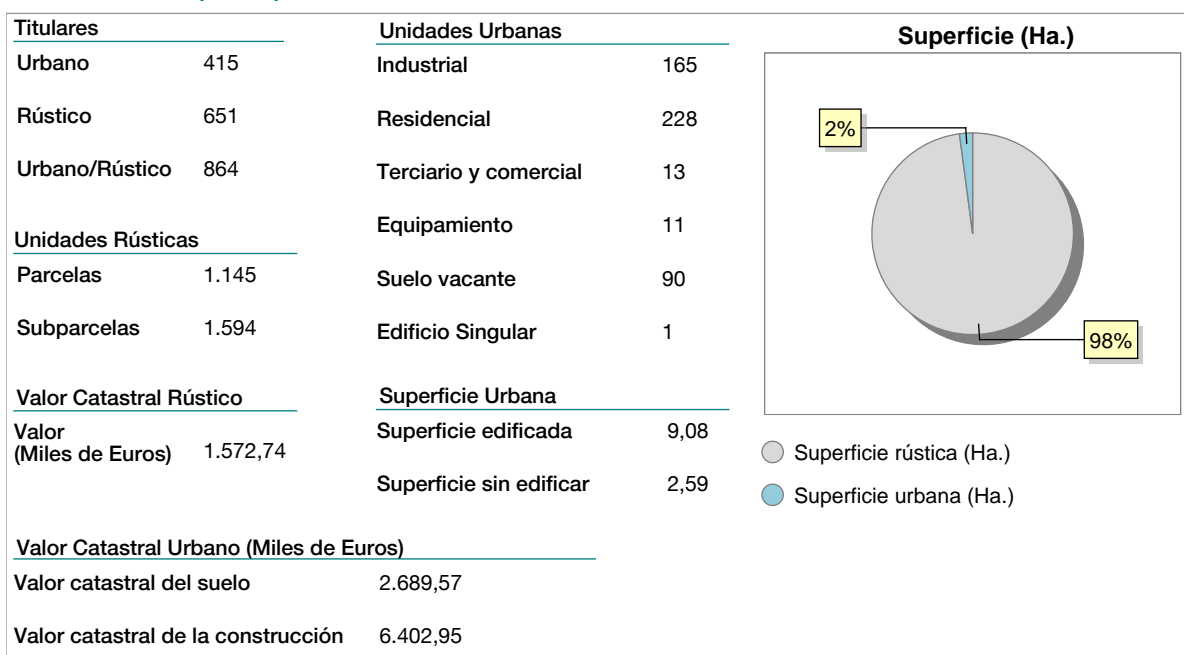 Titulares
Urbano 415
Rústico 651
Urbano/Rústico 864
Unidades Rústicas
Parcelas 1.145
Subparcelas 1.594
Valor Catastral Rústico
Valor
(Miles de Euros) 1.572,74
Unidades Urbanas
Industrial 165
Residencial 228
Terciario y comercial 13
Equipamiento 11
Suelo vacante 90
Edificio Singular 1
Superficie Urbana
Superficie edificada 9,08
Superficie sin edificar 2,59
Valor Catastral Urbano (Miles de Euros)
Valor catastral del suelo 2.689,57
Valor catastral de la construcción 6.402,95
Superficie (Ha.)
2%
98%
Superficie rústica (Ha.)
Superficie urbana (Ha.)